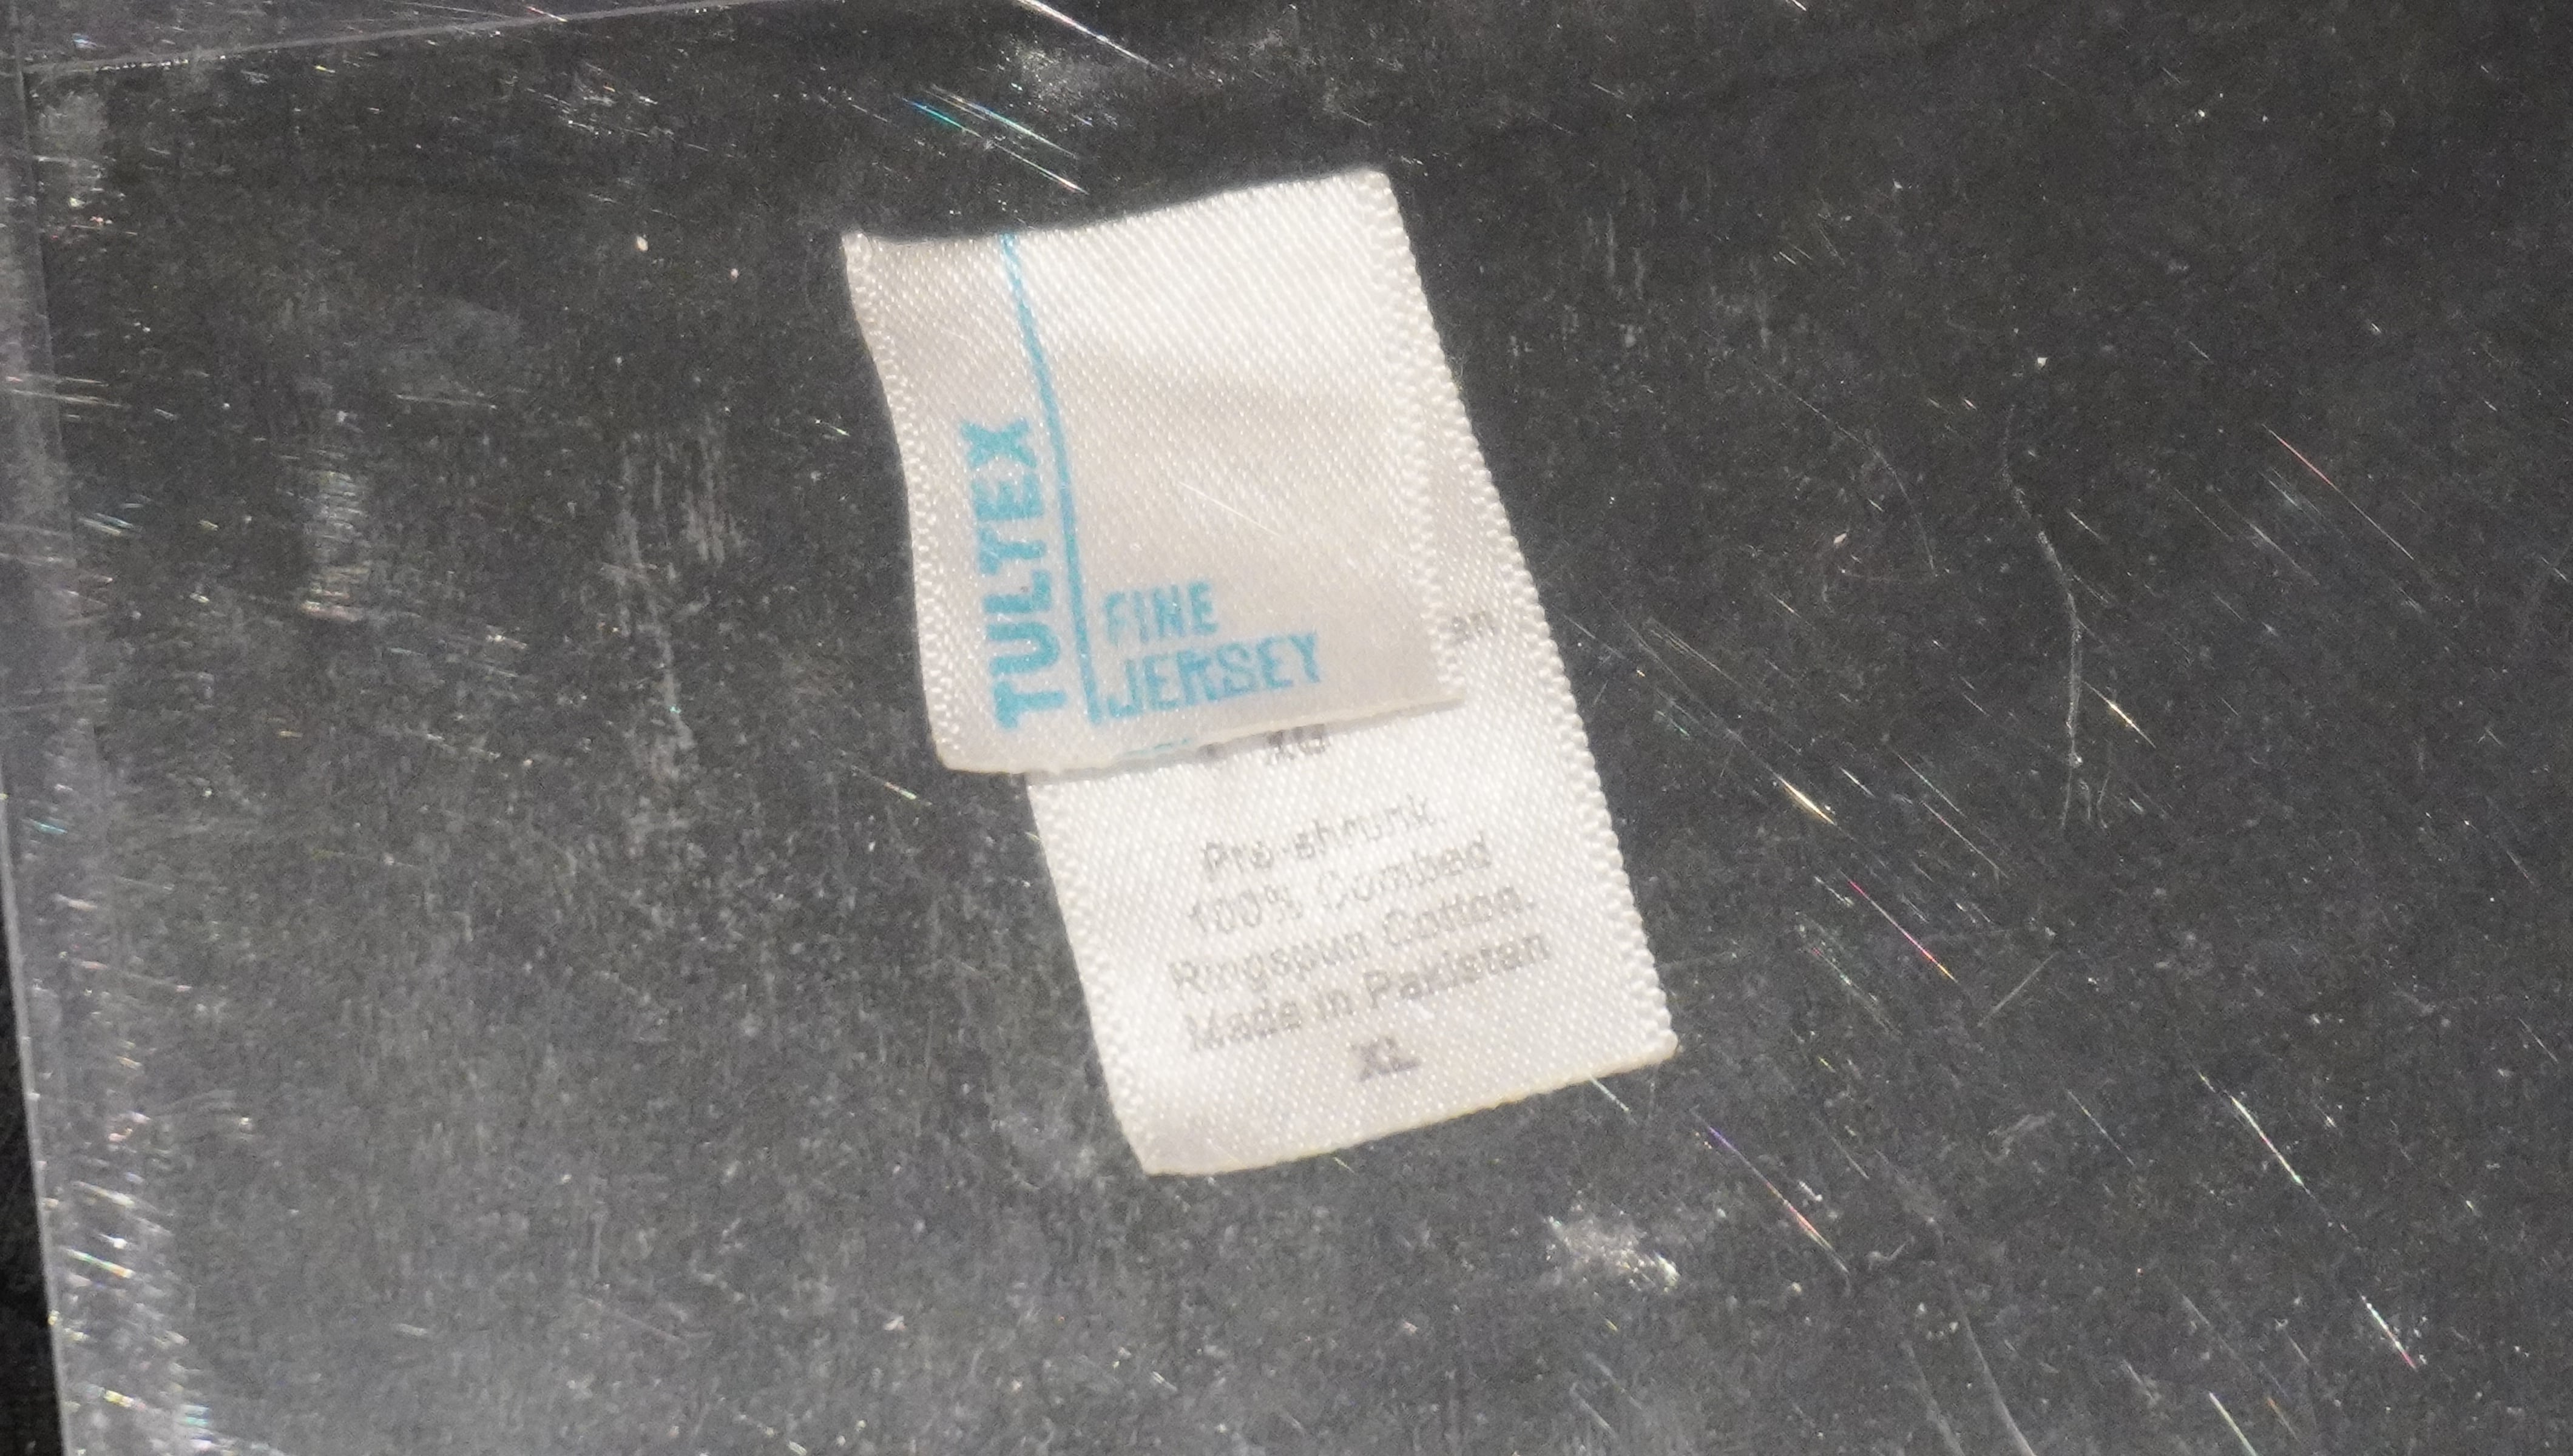 TULTEX
FINE
JERSEY
Pre-shrunk
100% Combed
Ringspun Cotton
Made in Pakistan
XL